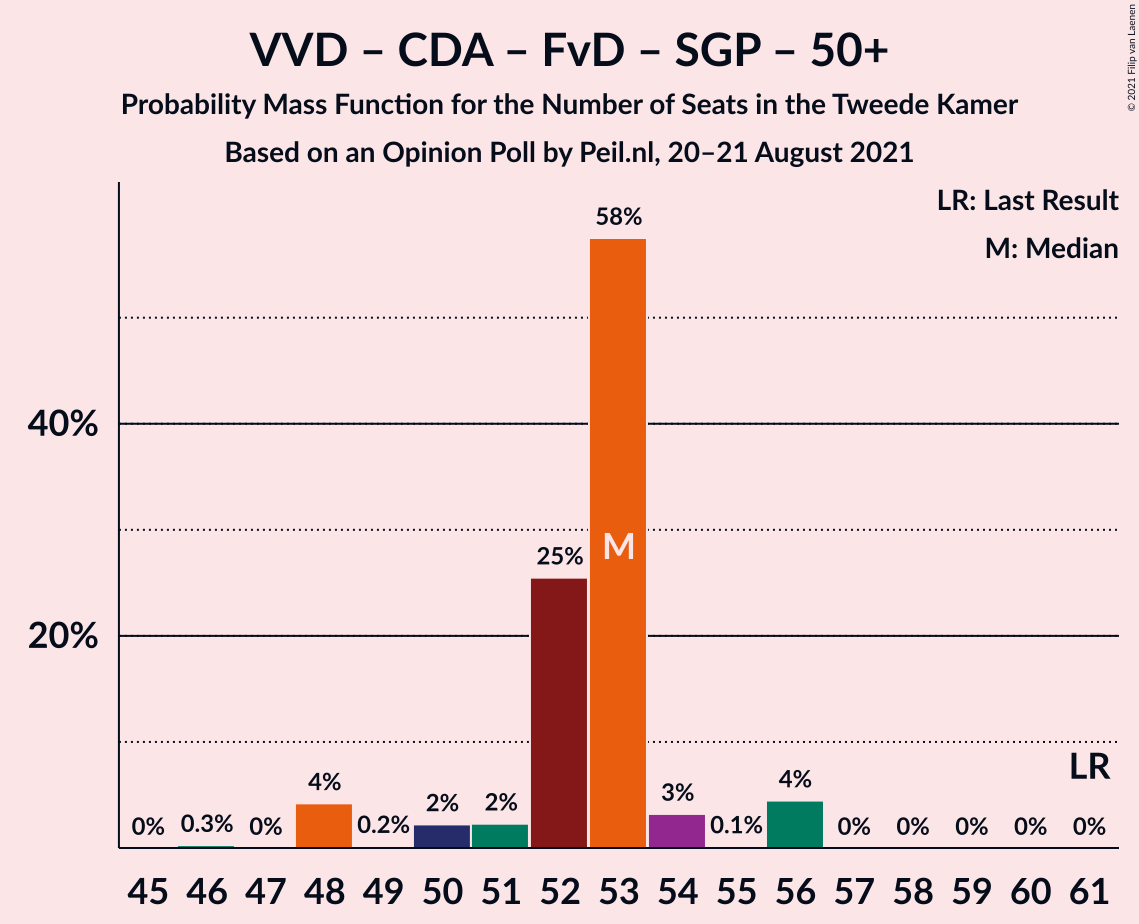 VVD – CDA – FvD – SGP – 50+
Probability Mass Function for the Number of Seats in the Tweede Kamer
Based on an Opinion Poll by Peil.nl, 20–21 August 2021
© 2021 Filip van Laenen
LR: Last Result
M: Median
58%
40%
M
25%
20%
LR
0% 0.3% 0% 4% 0.2% 2% 2% 3% 0.1% 4% 0% 0% 0% 0% 0%
45 46 47 48 49 50 51 52 53 54 55 56 57 58 59 60 61